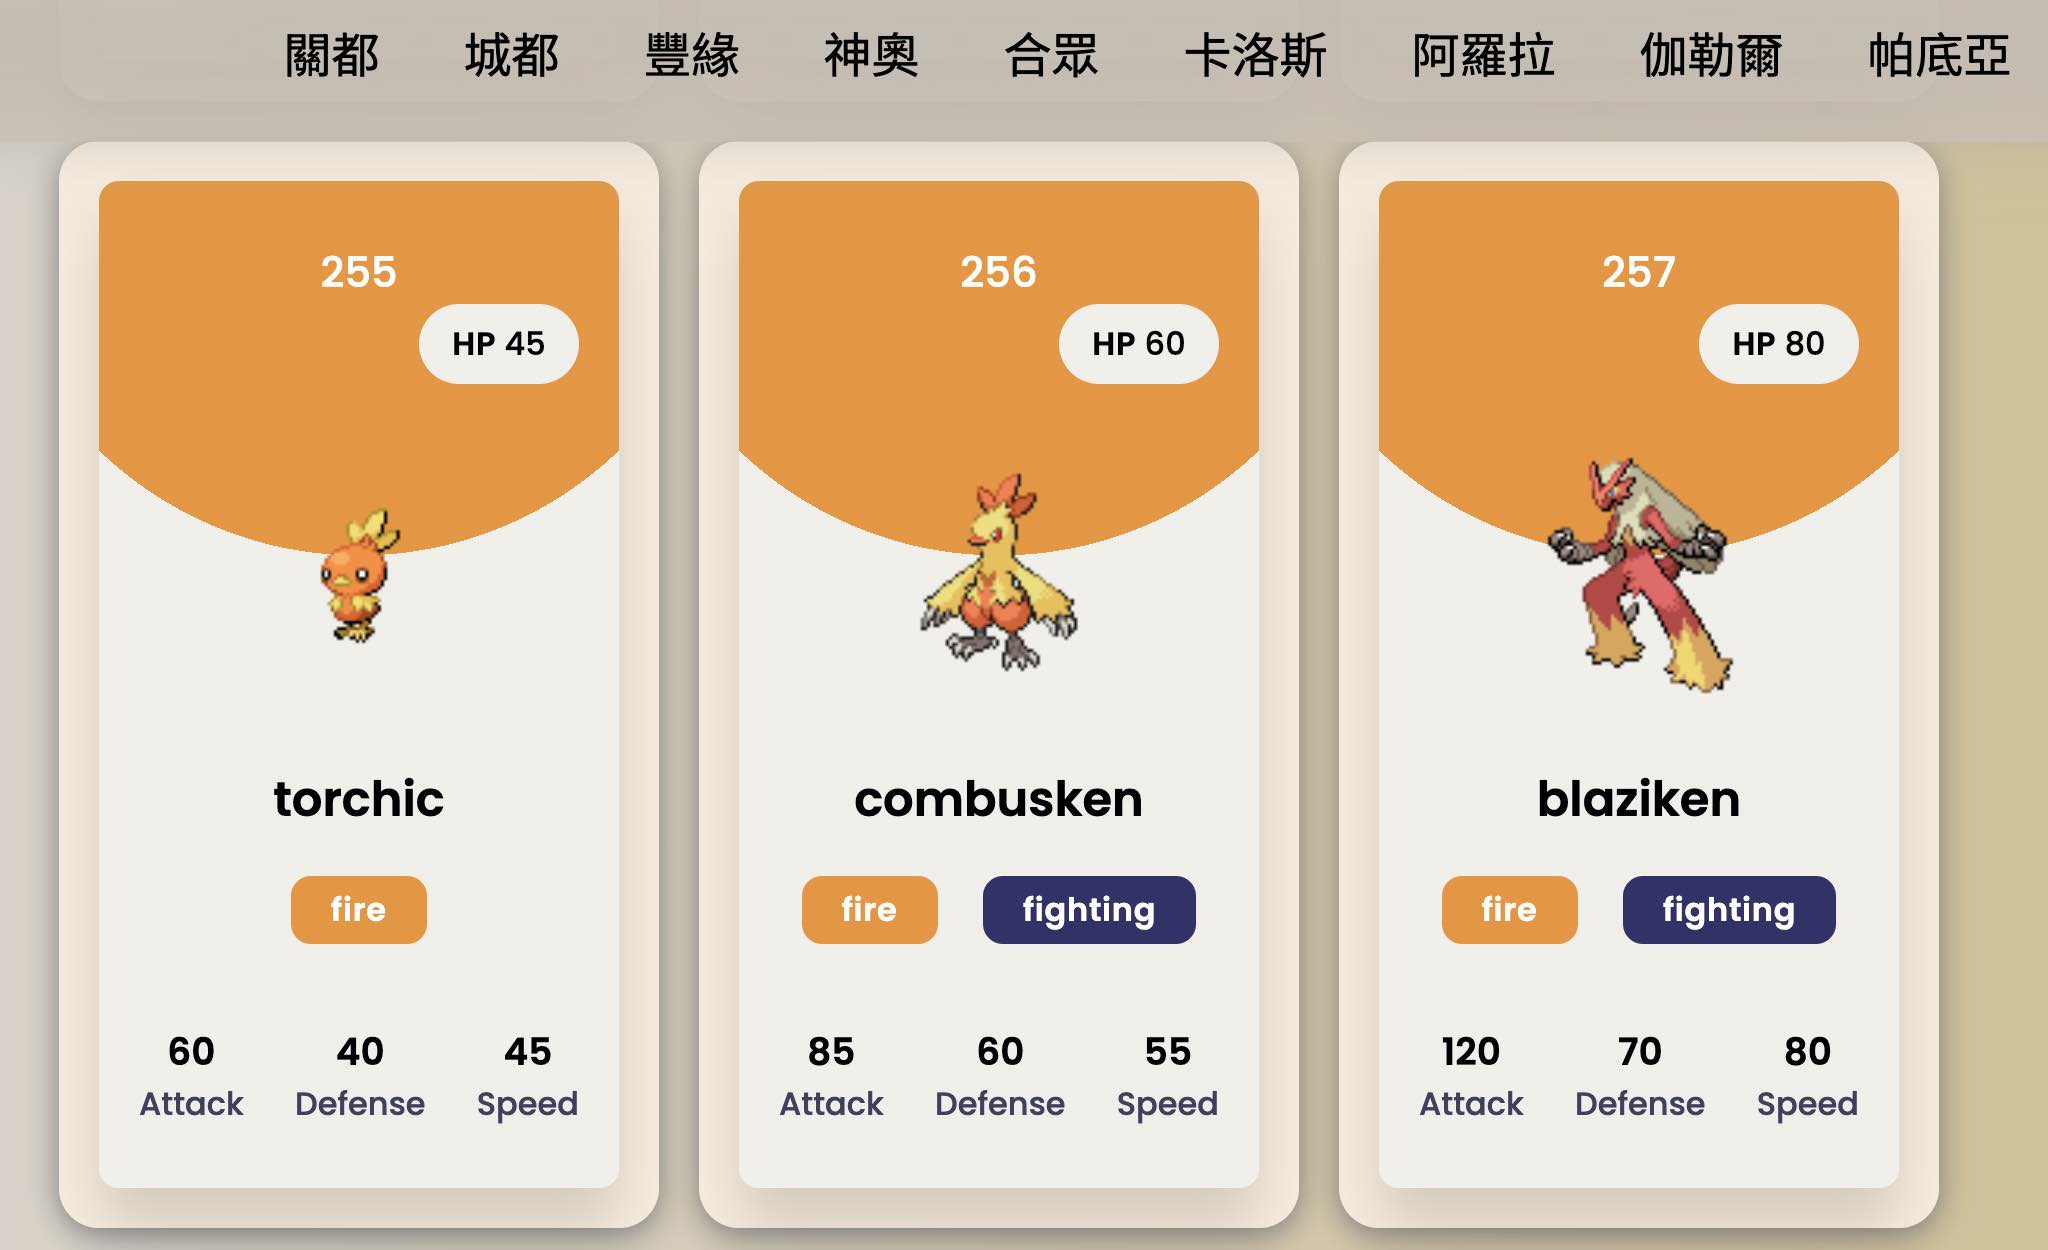 關都 城都 豐緣 神奧 合眾 卡洛斯 阿羅拉 伽勒爾 帕底亞
255
HP 45
torchic
fire
60 40 45
Attack Defense Speed
256
HP 60
combusken
fire fighting
85 60 55
Attack Defense Speed
257
HP 80
blaziken
fire fighting
120 70 80
Attack Defense Speed